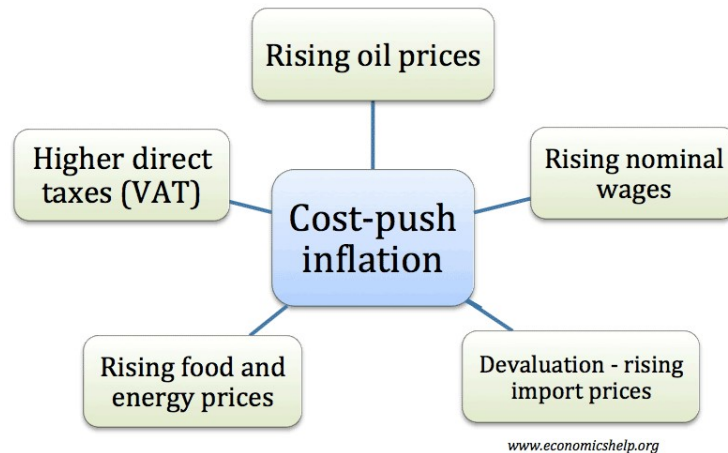 Rising oil prices
Higher direct
taxes (VAT)
Rising nominal
wages
Cost-push
inflation
Rising food and
energy prices
Devaluation - rising
import prices
www.economicshelp.org